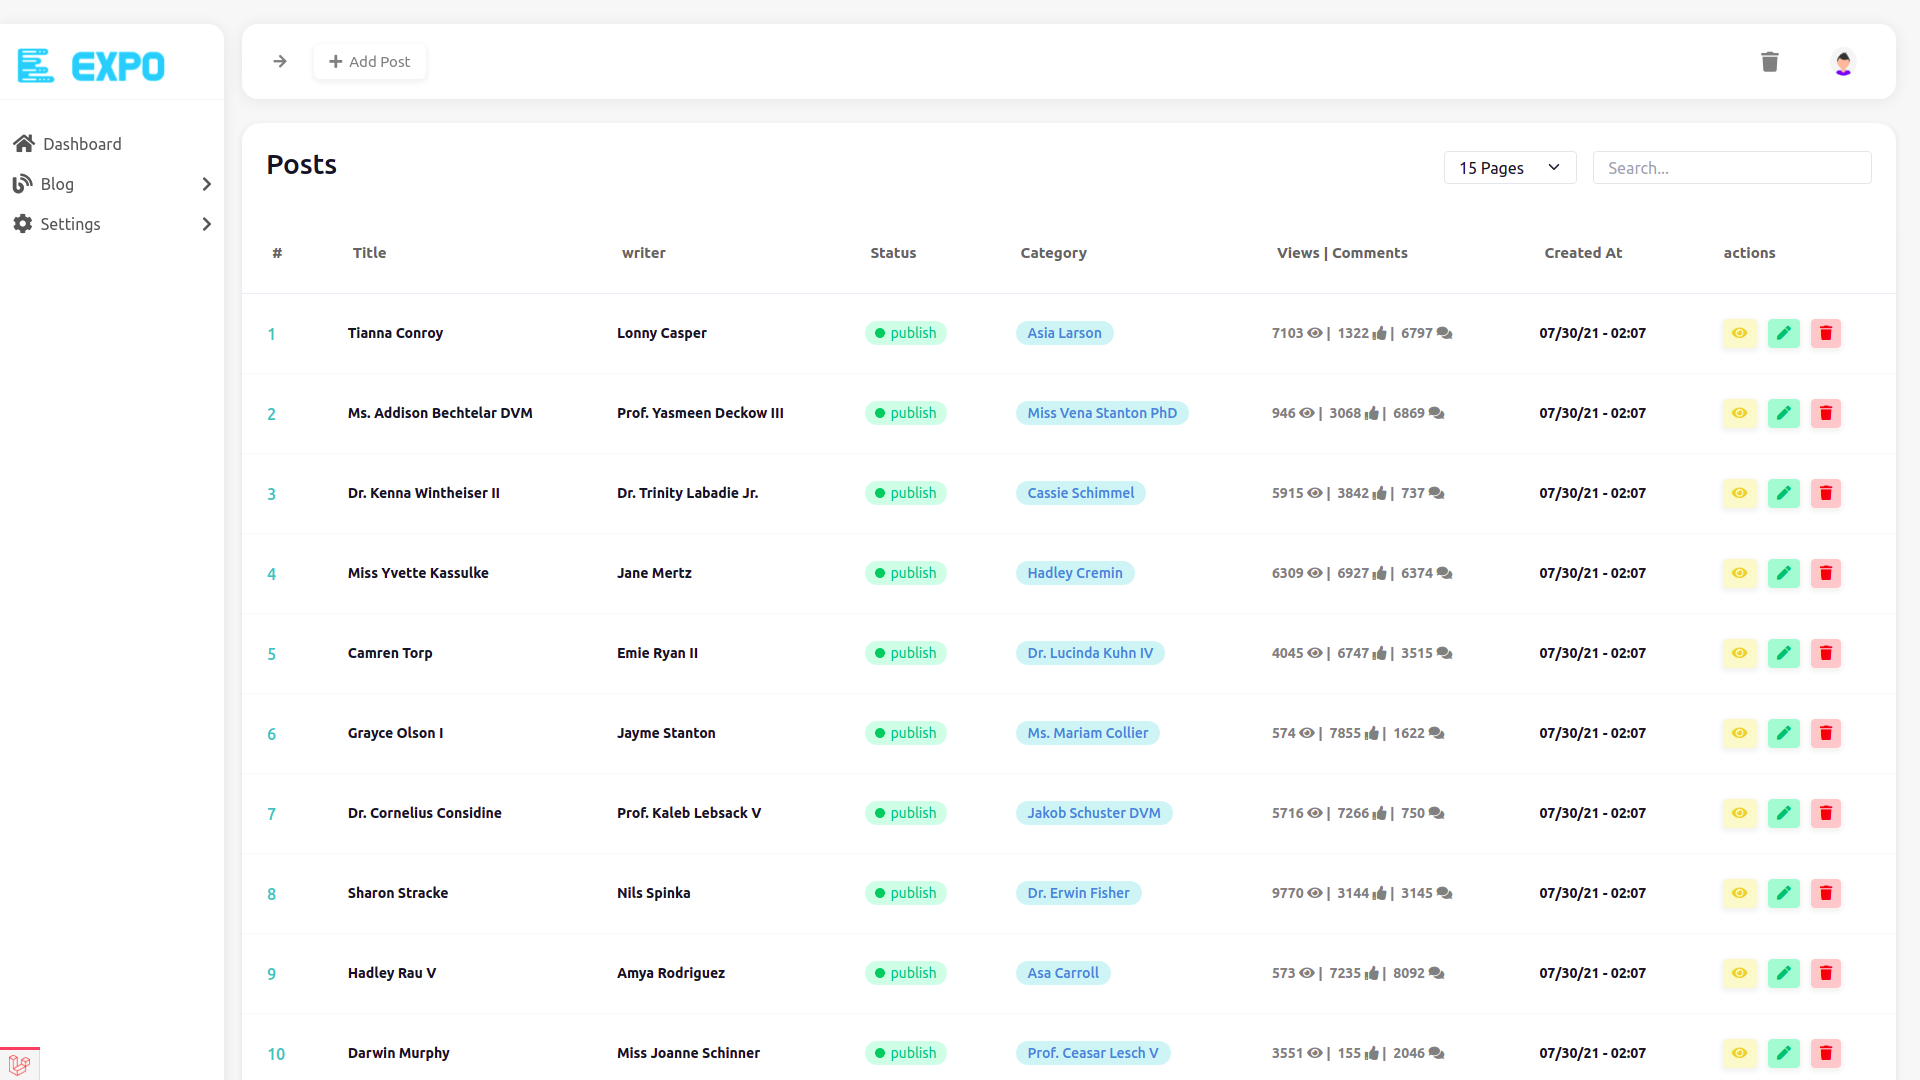 EXPO
Add Post
Dashboard
Blog
Settings
Posts
15 Pages
Search...
# Title writer Status Category Views | Comments Created At actions
1 Tianna Conroy Lonny Casper publish Asia Larson 7103 | 1322 | 6797 07/30/21 - 02:07
2 Ms. Addison Bechtelar DVM Prof. Yasmeen Deckow III publish Miss Vena Stanton PhD 946 | 3068 | 6869 07/30/21 - 02:07
3 Dr. Kenna Wintheiser II Dr. Trinity Labadie Jr. publish Cassie Schimmel 5915 | 3842 | 737 07/30/21 - 02:07
4 Miss Yvette Kassulke Jane Mertz publish Hadley Cremin 6309 | 6927 | 6374 07/30/21 - 02:07
5 Camren Torp Emie Ryan II publish Dr. Lucinda Kuhn IV 4045 | 6747 | 3515 07/30/21 - 02:07
6 Grayce Olson I Jayme Stanton publish Ms. Mariam Collier 574 | 7855 | 1622 07/30/21 - 02:07
7 Dr. Cornelius Considine Prof. Kaleb Lebsack V publish Jakob Schuster DVM 5716 | 7266 | 750 07/30/21 - 02:07
8 Sharon Stracke Nils Spinka publish Dr. Erwin Fisher 9770 | 3144 | 3145 07/30/21 - 02:07
9 Hadley Rau V Amya Rodriguez publish Asa Carroll 573 | 7235 | 8092 07/30/21 - 02:07
10 Darwin Murphy Miss Joanne Schinner publish Prof. Ceasar Lesch V 3551 | 155 | 2046 07/30/21 - 02:07